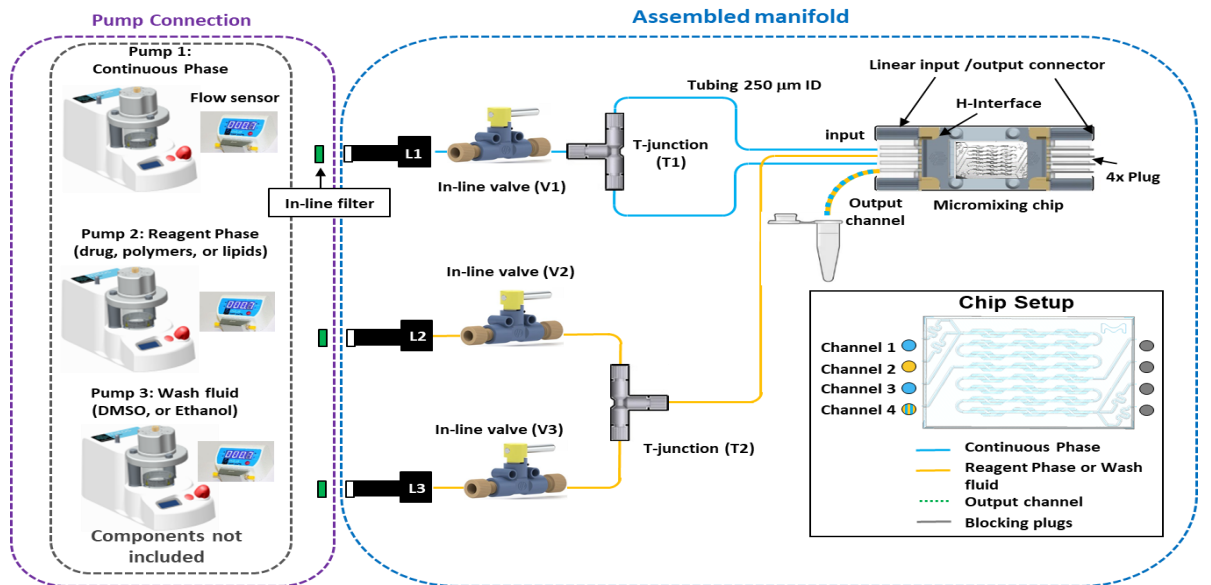 Pump Connection
Assembled manifold
Pump 1:
Continuous Phase
Flow sensor
In-line filter
Pump 2: Reagent Phase
(drug, polymers, or lipids)
Pump 3: Wash fluid
(DMSO, or Ethanol)
Components not
included
L1
In-line valve (V1)
T-junction
(T1)
Tubing 250 µm ID
Linear input /output connector
H-Interface
input
4x Plug
Output
channel
Micromixing chip
In-line valve (V2)
L2
In-line valve (V3)
T-junction (T2)
L3
Chip Setup
Channel 1
Channel 2
Channel 3
Channel 4
Continuous Phase
Reagent Phase or Wash
fluid
Output channel
Blocking plugs